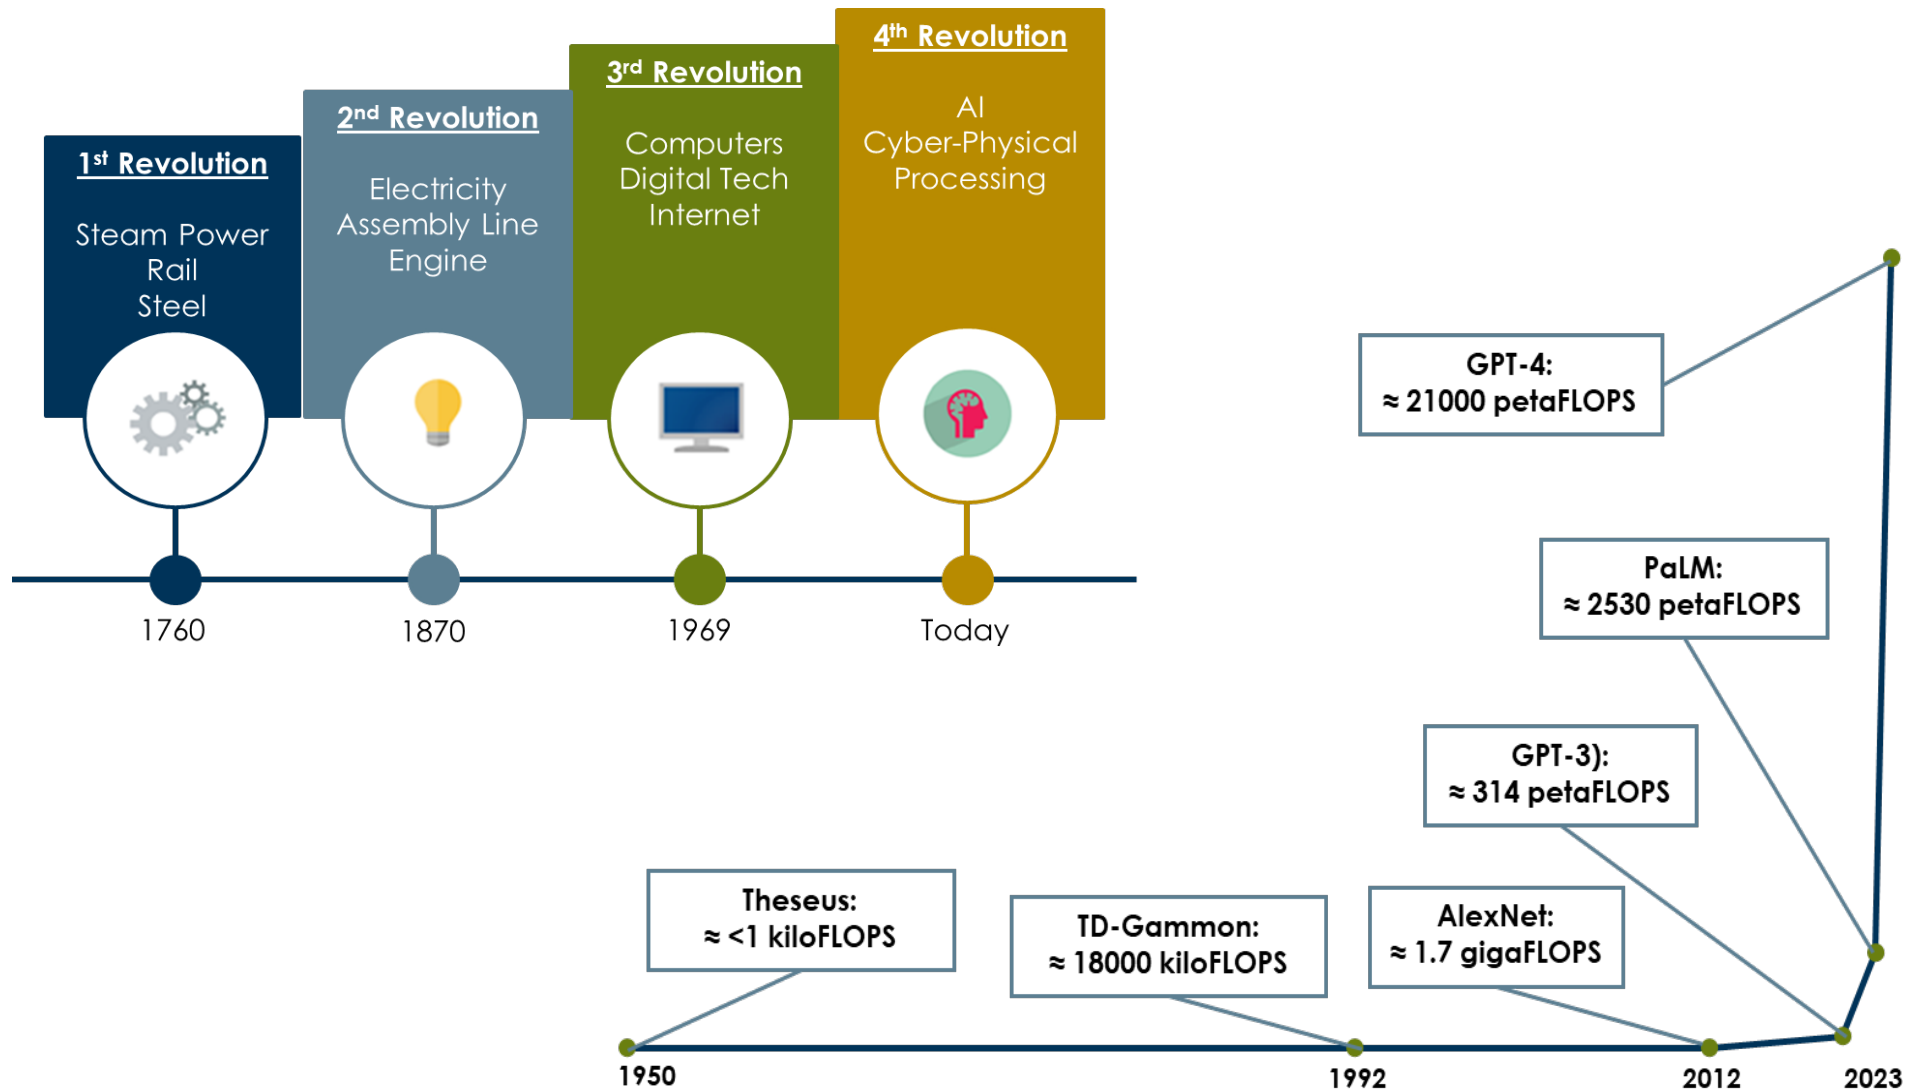 1st Revolution
Steam Power
Rail
Steel
2nd Revolution
Electricity
Assembly Line
Engine
3rd Revolution
Computers
Digital Tech
Internet
4th Revolution
AI
Cyber-Physical
Processing
1760
1870
1969
Today
GPT-4:
≈ 21000 petaFLOPS
PaLM:
≈ 2530 petaFLOPS
GPT-3):
≈ 314 petaFLOPS
Theseus:
≈ <1 kiloFLOPS
TD-Gammon:
≈ 18000 kiloFLOPS
AlexNet:
≈ 1.7 gigaFLOPS
1950
1992
2012
2023